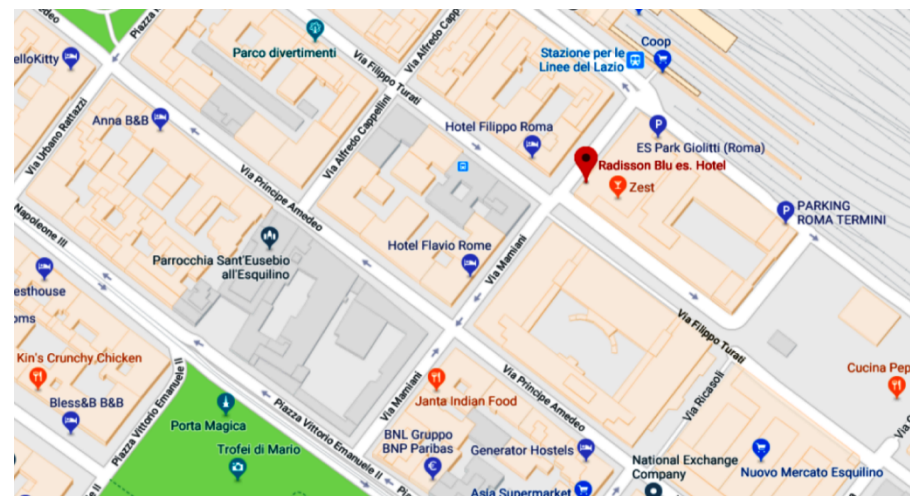 Piazza
Parco divertimenti
Via Alfredo Cappellini
Via Filippo Turati
Stazione per le
Linee del Lazio
Coop
elloKitty
Via Urbano Rattazzi
Anna B&B
Via Alfredo Cappellini
Hotel Filippo Roma
ES Park Giolitti (Roma)
Radisson Blu es. Hotel
Zest
PARKING
ROMA TERMINI
Via Principe Amedeo
Napoleone III
Parrocchia Sant'Eusebio
all'Esquilino
Hotel Flavio Rome
Via Mamiani
esthouse
oms
Via Filippo Turati
Kin's Crunchy Chicken
Bless&B B&B
Piazza Vittorio Emanuele II
Porta Magica
Trofei di Mario
Piazza Vittorio Emanuele II
Via Mamiani
Janta Indian Food
BNL Gruppo
BNP Paribas
Via Principe Amedeo
Generator Hostels
Asia Supermarket
Via Ricasoli
National Exchange
Company
Nuovo Mercato Esquilino
Cucina Pep